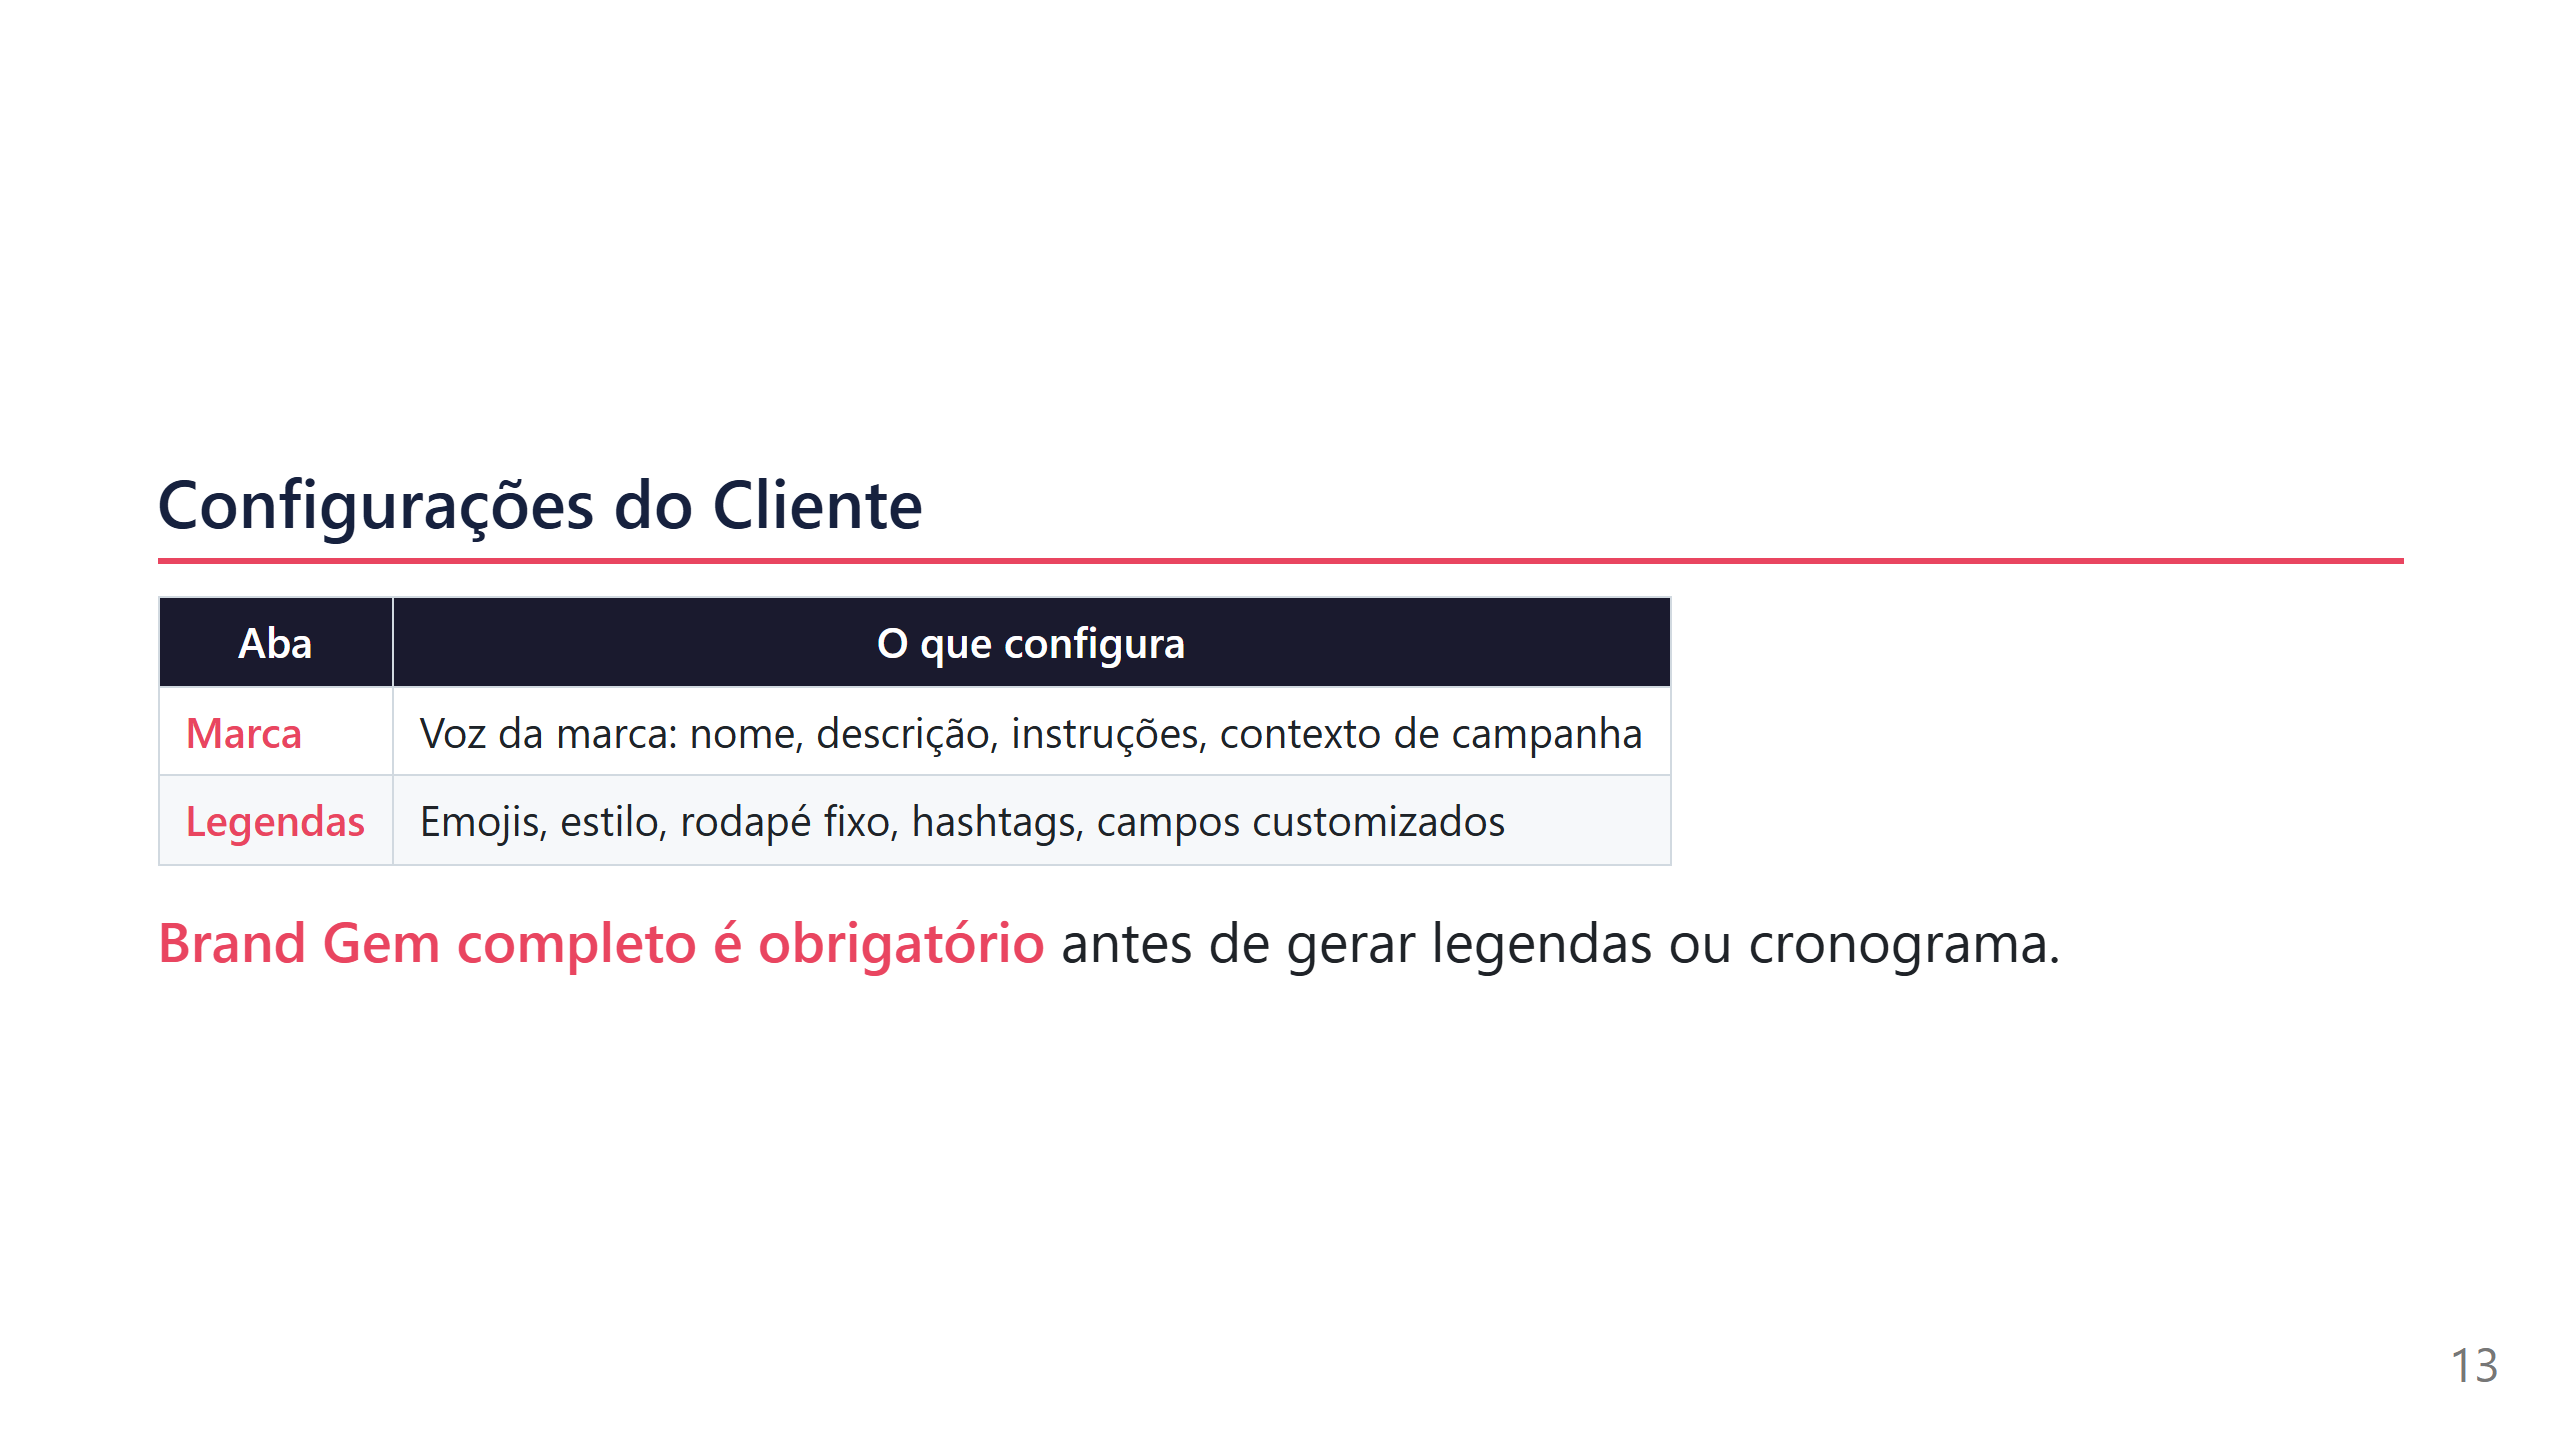 Configurações do Cliente
Aba O que configura
Marca Voz da marca: nome, descrição, instruções, contexto de campanha
Legendas Emojis, estilo, rodapé fixo, hashtags, campos customizados
Brand Gem completo é obrigatório antes de gerar legendas ou cronograma.
13